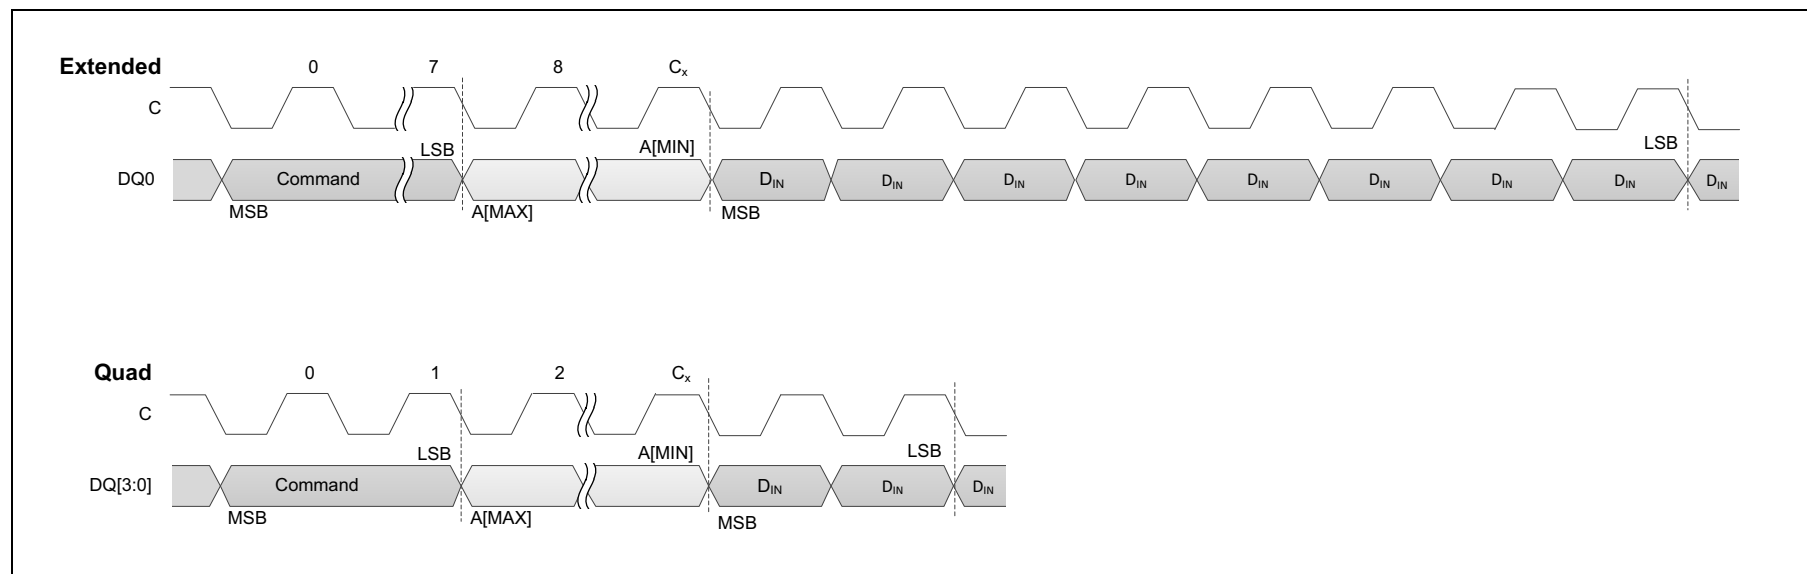 Extended 0 7 8 Cx
C
LSB A[MIN] LSB
DQ0 Command DIN DIN DIN DIN DIN DIN DIN DIN DIN
MSB A[MAX] MSB
Quad 0 1 2 Cx
C
LSB A[MIN] LSB
DQ[3:0] Command DIN DIN DIN
MSB A[MAX] MSB